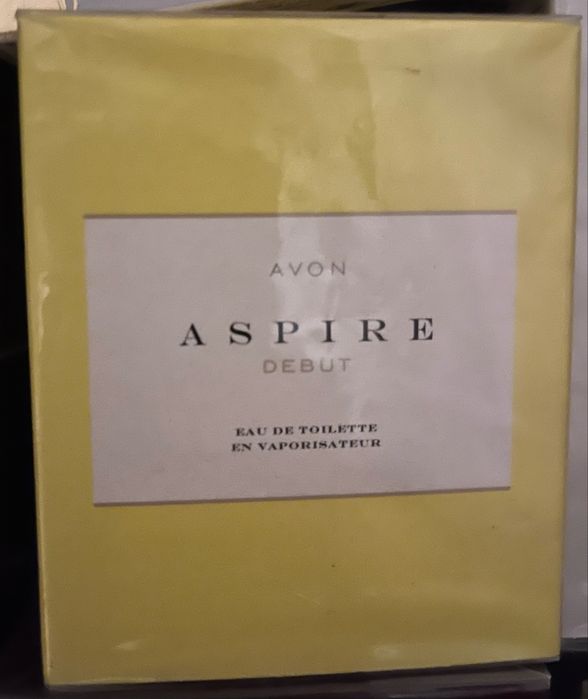 AVON
ASPIRE
DEBUT
EAU DE TOILETTE
EN VAPORISATEUR